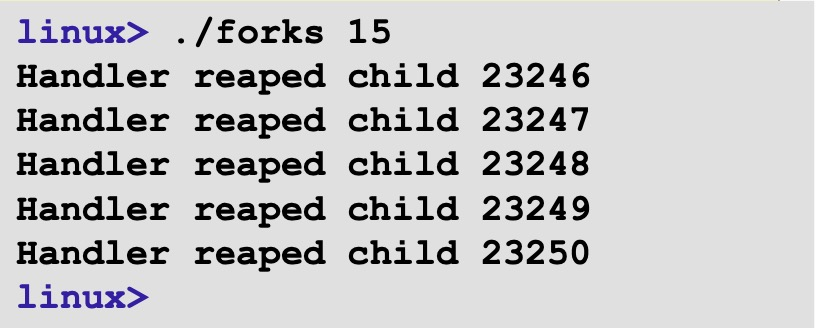 linux> ./forks 15
Handler reaped child 23246
Handler reaped child 23247
Handler reaped child 23248
Handler reaped child 23249
Handler reaped child 23250
linux>